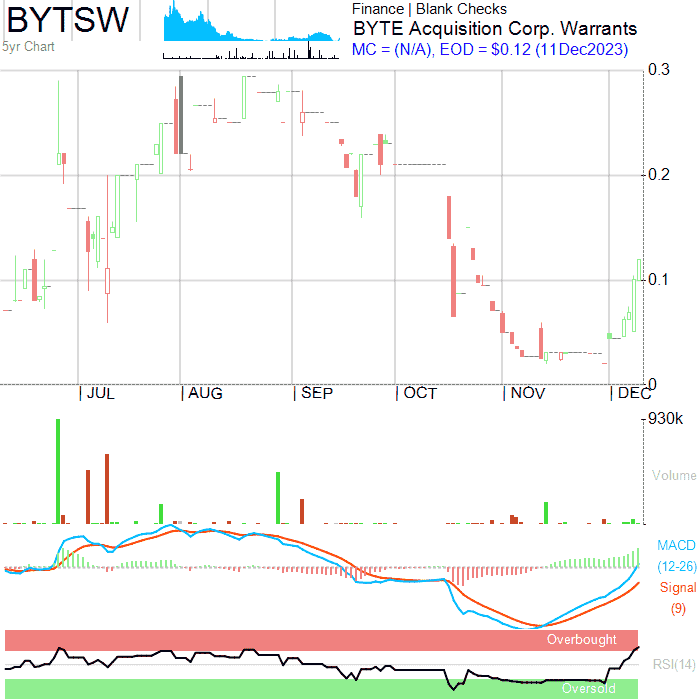 BYTSW
5yr Chart
Finance | Blank Checks
BYTE Acquisition Corp. Warrants
MC = (N/A), EOD = $0.12 (11Dec2023)
0.3
0.2
0.1
0
| JUL | AUG | SEP | OCT | NOV | DEC
930k
Volume
MACD
(12-26)
Signal
(9)
Overbought
RSI(14)
Oversold